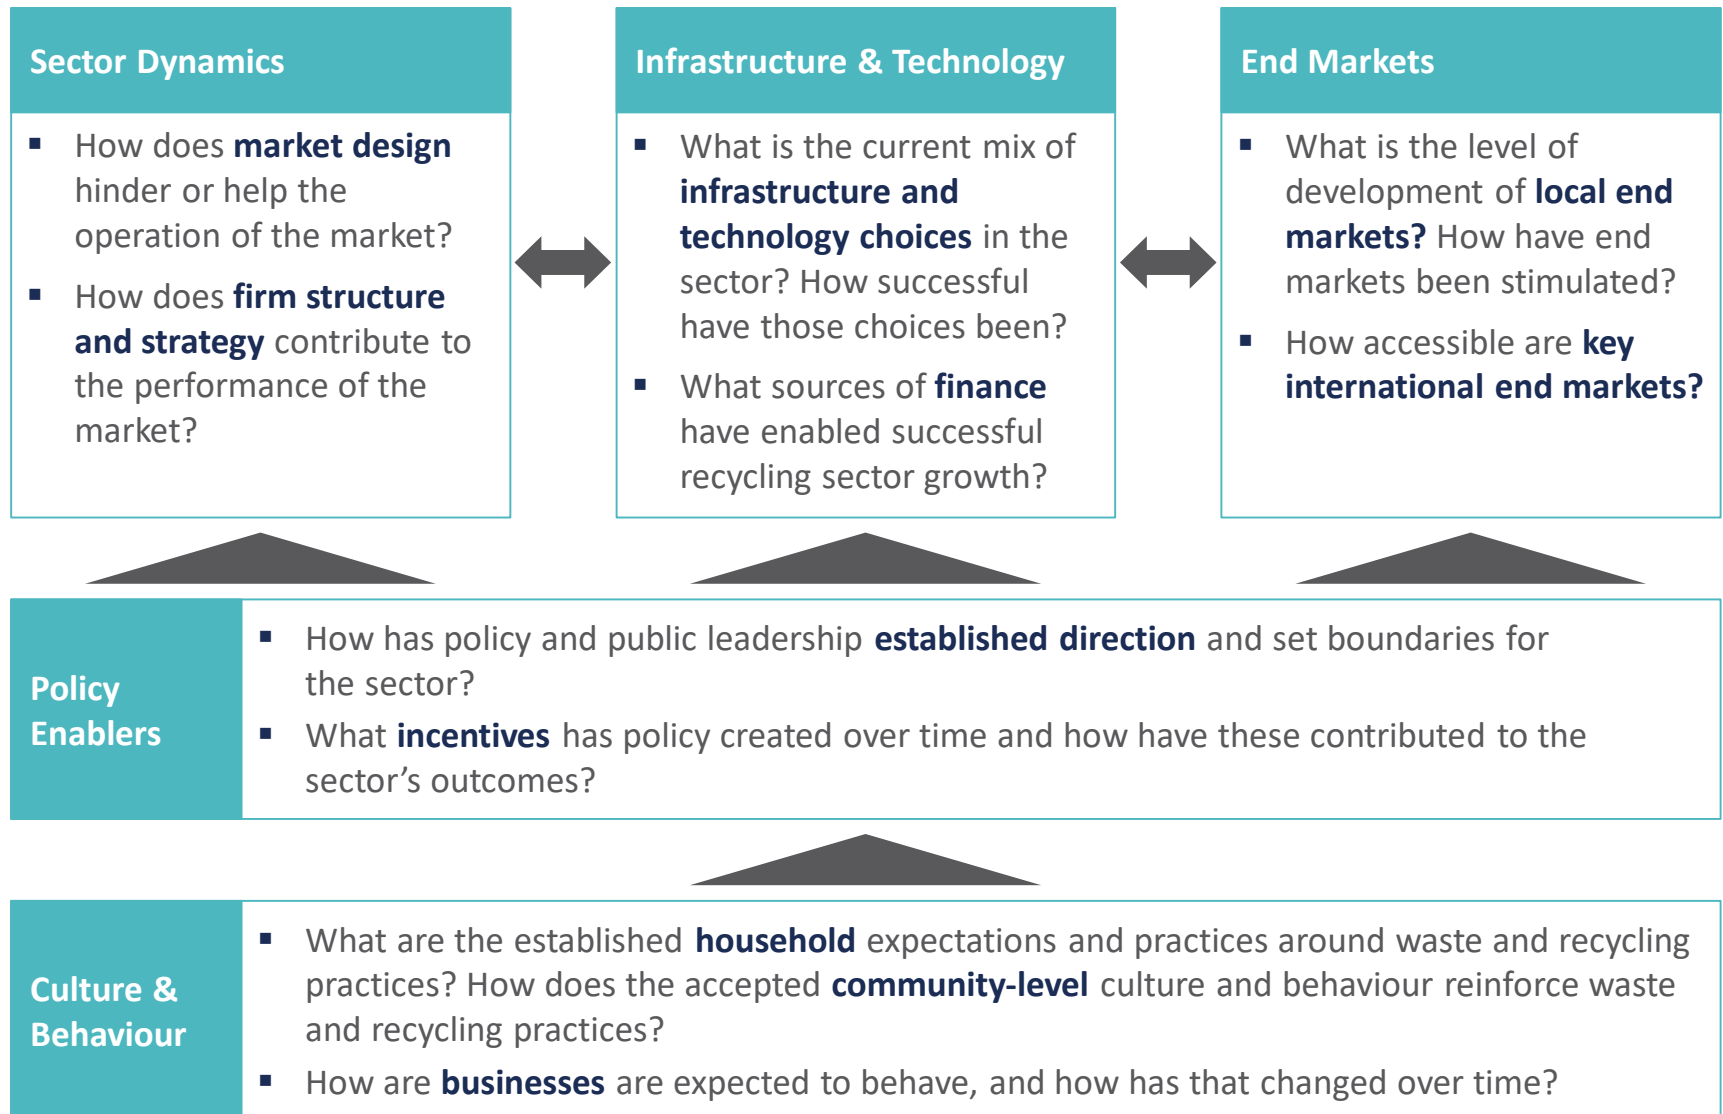 Sector Dynamics
▪ How does market design
hinder or help the
operation of the market?
▪ How does firm structure
and strategy contribute to
the performance of the
market?
Infrastructure & Technology
▪ What is the current mix of
infrastructure and
technology choices in the
sector? How successful
have those choices been?
▪ What sources of finance
have enabled successful
recycling sector growth?
End Markets
▪ What is the level of
development of local end
markets? How have end
markets been stimulated?
▪ How accessible are key
international end markets?
Policy
Enablers
▪ How has policy and public leadership established direction and set boundaries for
the sector?
▪ What incentives has policy created over time and how have these contributed to the
sector’s outcomes?
Culture &
Behaviour
▪ What are the established household expectations and practices around waste and recycling
practices? How does the accepted community-level culture and behaviour reinforce waste
and recycling practices?
▪ How are businesses are expected to behave, and how has that changed over time?